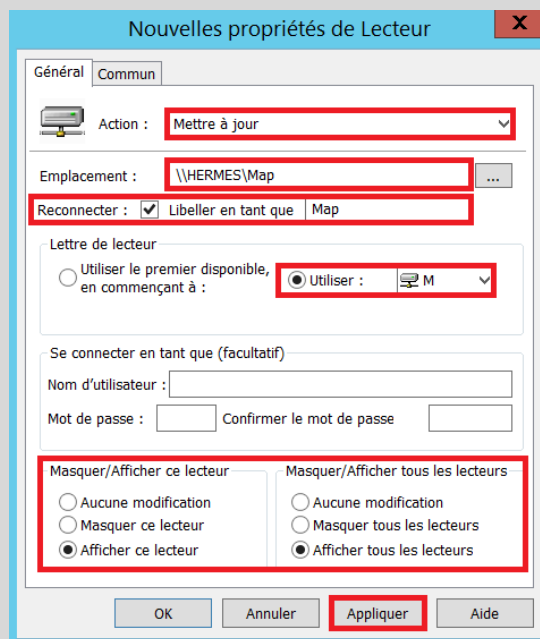 Nouvelles propriétés de Lecteur
X
Général Commun
Action : Mettre à jour
Emplacement : \\HERMES\Map ...
Reconnecter : Libeller en tant que Map
Lettre de lecteur
Utiliser le premier disponible,
en commençant à :
Utiliser : M
Se connecter en tant que (facultatif)
Nom d'utilisateur :
Mot de passe : Confirmer le mot de passe
Masquer/Afficher ce lecteur
Aucune modification
Masquer ce lecteur
Afficher ce lecteur
Masquer/Afficher tous les lecteurs
Aucune modification
Masquer tous les lecteurs
Afficher tous les lecteurs
OK Annuler Appliquer Aide